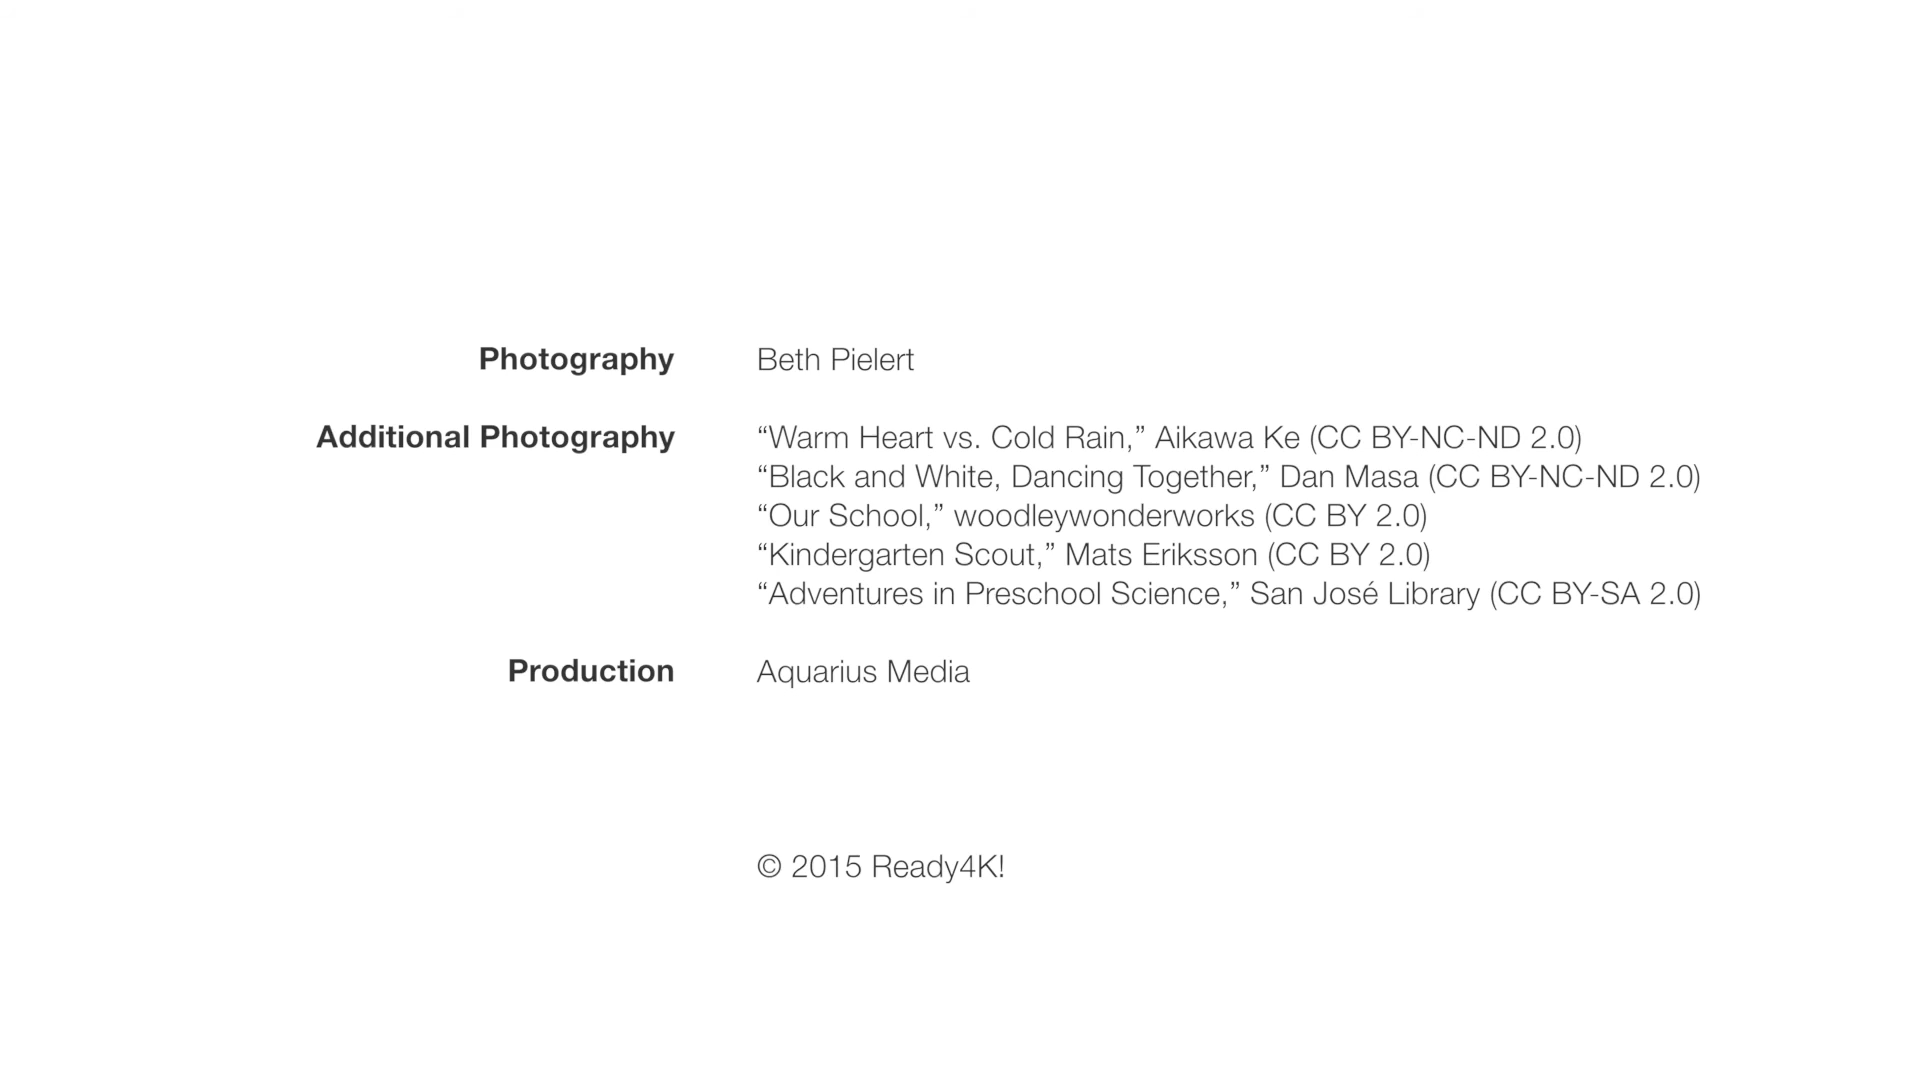 Photography Beth Pielert
Additional Photography “Warm Heart vs. Cold Rain,” Aikawa Ke (CC BY-NC-ND 2.0)
“Black and White, Dancing Together,” Dan Masa (CC BY-NC-ND 2.0)
“Our School,” woodleywonderworks (CC BY 2.0)
“Kindergarten Scout,” Mats Eriksson (CC BY 2.0)
“Adventures in Preschool Science,” San José Library (CC BY-SA 2.0)
Production Aquarius Media
© 2015 Ready4K!